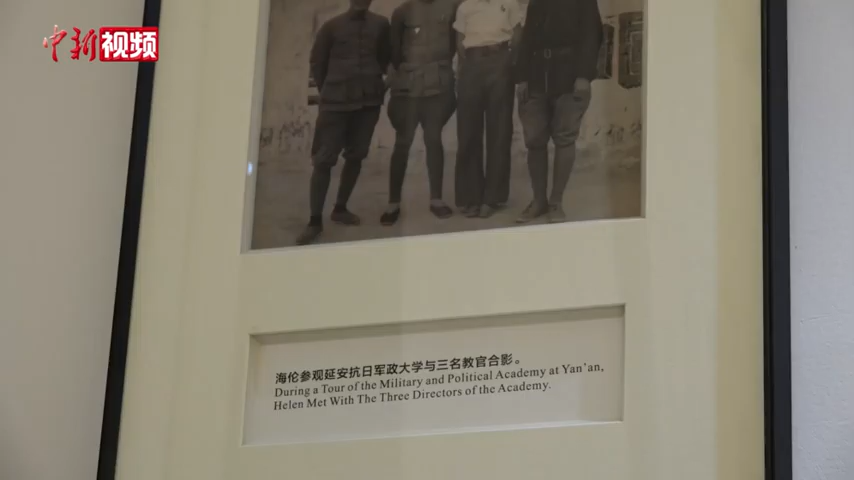 中新视频
海伦参观延安抗日军政大学与三名教官合影。
During a Tour of the Military and Political Academy at Yan'an,
Helen Met With The Three Directors of the Academy.